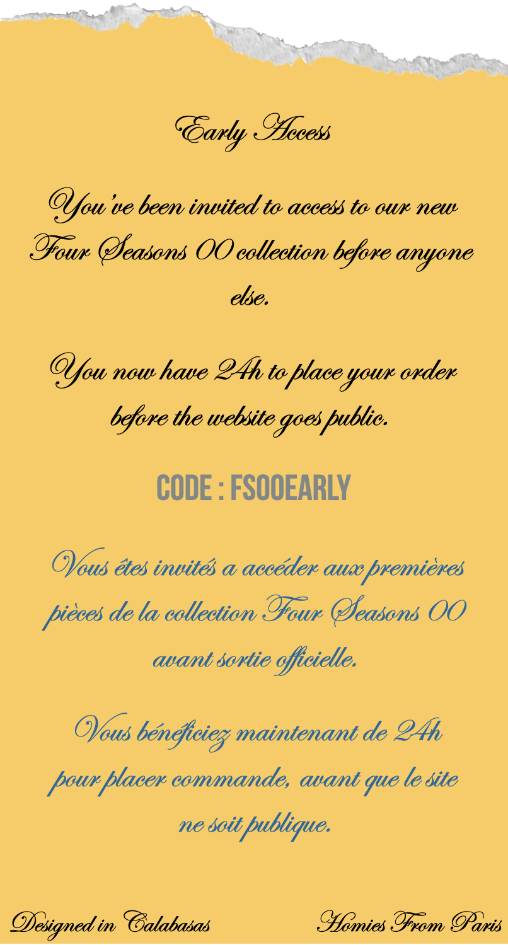 Early Access
You've been invited to access to our new
Four Seasons 00 collection before anyone
else.
You now have 24h to place your order
before the website goes public.
CODE : FS00EARLY
Vous êtes invités a accéder aux premières
pièces de la collection Four Seasons 00
avant sortie officielle.
Vous bénéficiez maintenant de 24h
pour placer commande, avant que le site
ne soit publique.
Designed in Calabasas
Homies From Paris